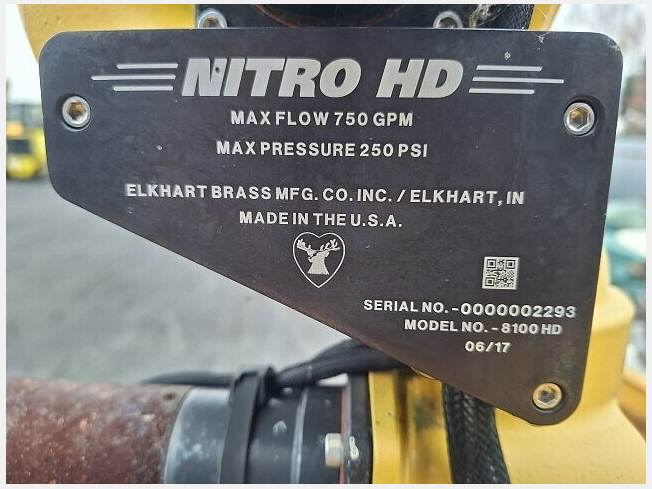 NITRO HD
MAX FLOW 750 GPM
MAX PRESSURE 250 PSI
ELKHART BRASS MFG. CO. INC. / ELKHART, IN
MADE IN THE U.S.A.
SERIAL NO. -0000002293
MODEL NO. - 8100 HD
06/17